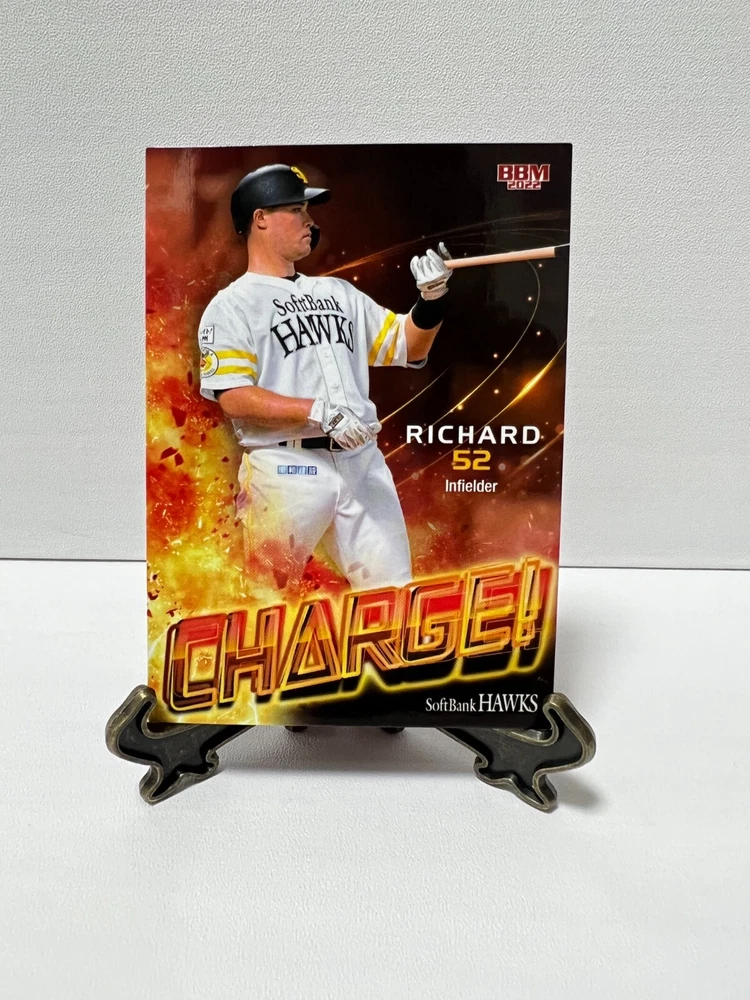 BBM
2022
SoftBank
HAWKS
RICHARD
52
Infielder
CHARGE!
SoftBank HAWKS